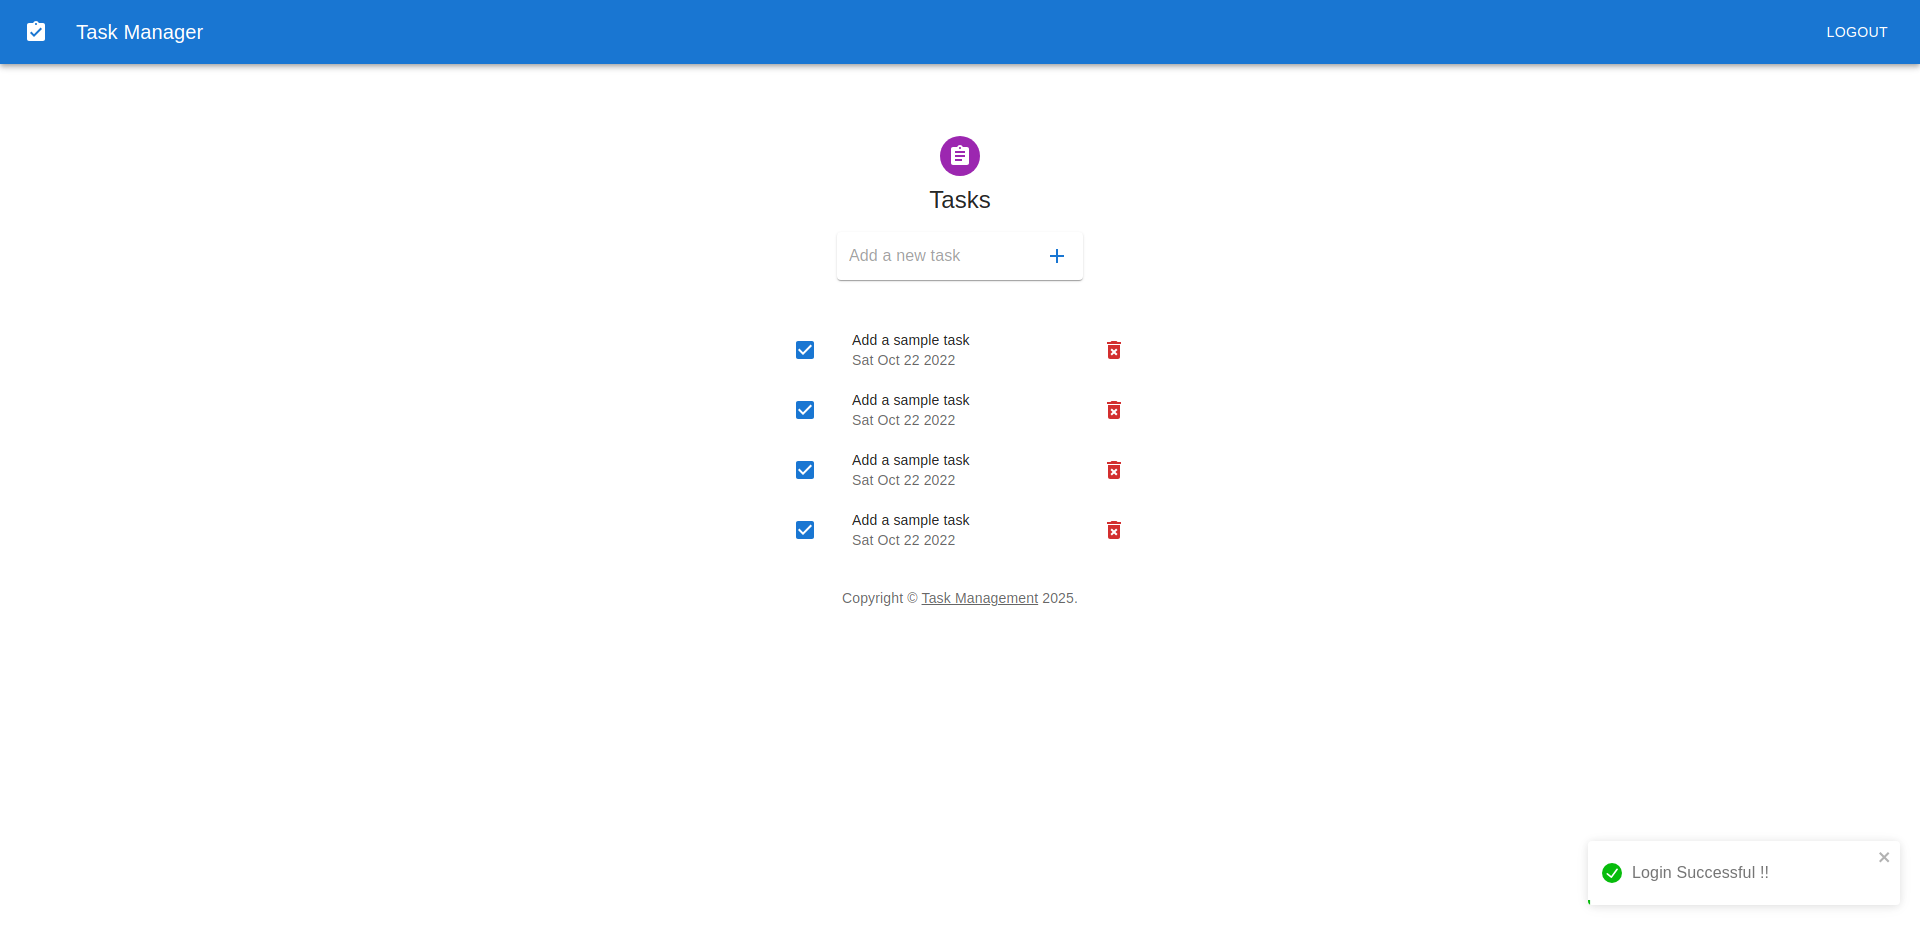 Task Manager
LOGOUT
Tasks
Add a new task
Add a sample task
Sat Oct 22 2022
Add a sample task
Sat Oct 22 2022
Add a sample task
Sat Oct 22 2022
Add a sample task
Sat Oct 22 2022
Copyright © Task Management 2025.
Login Successful !!